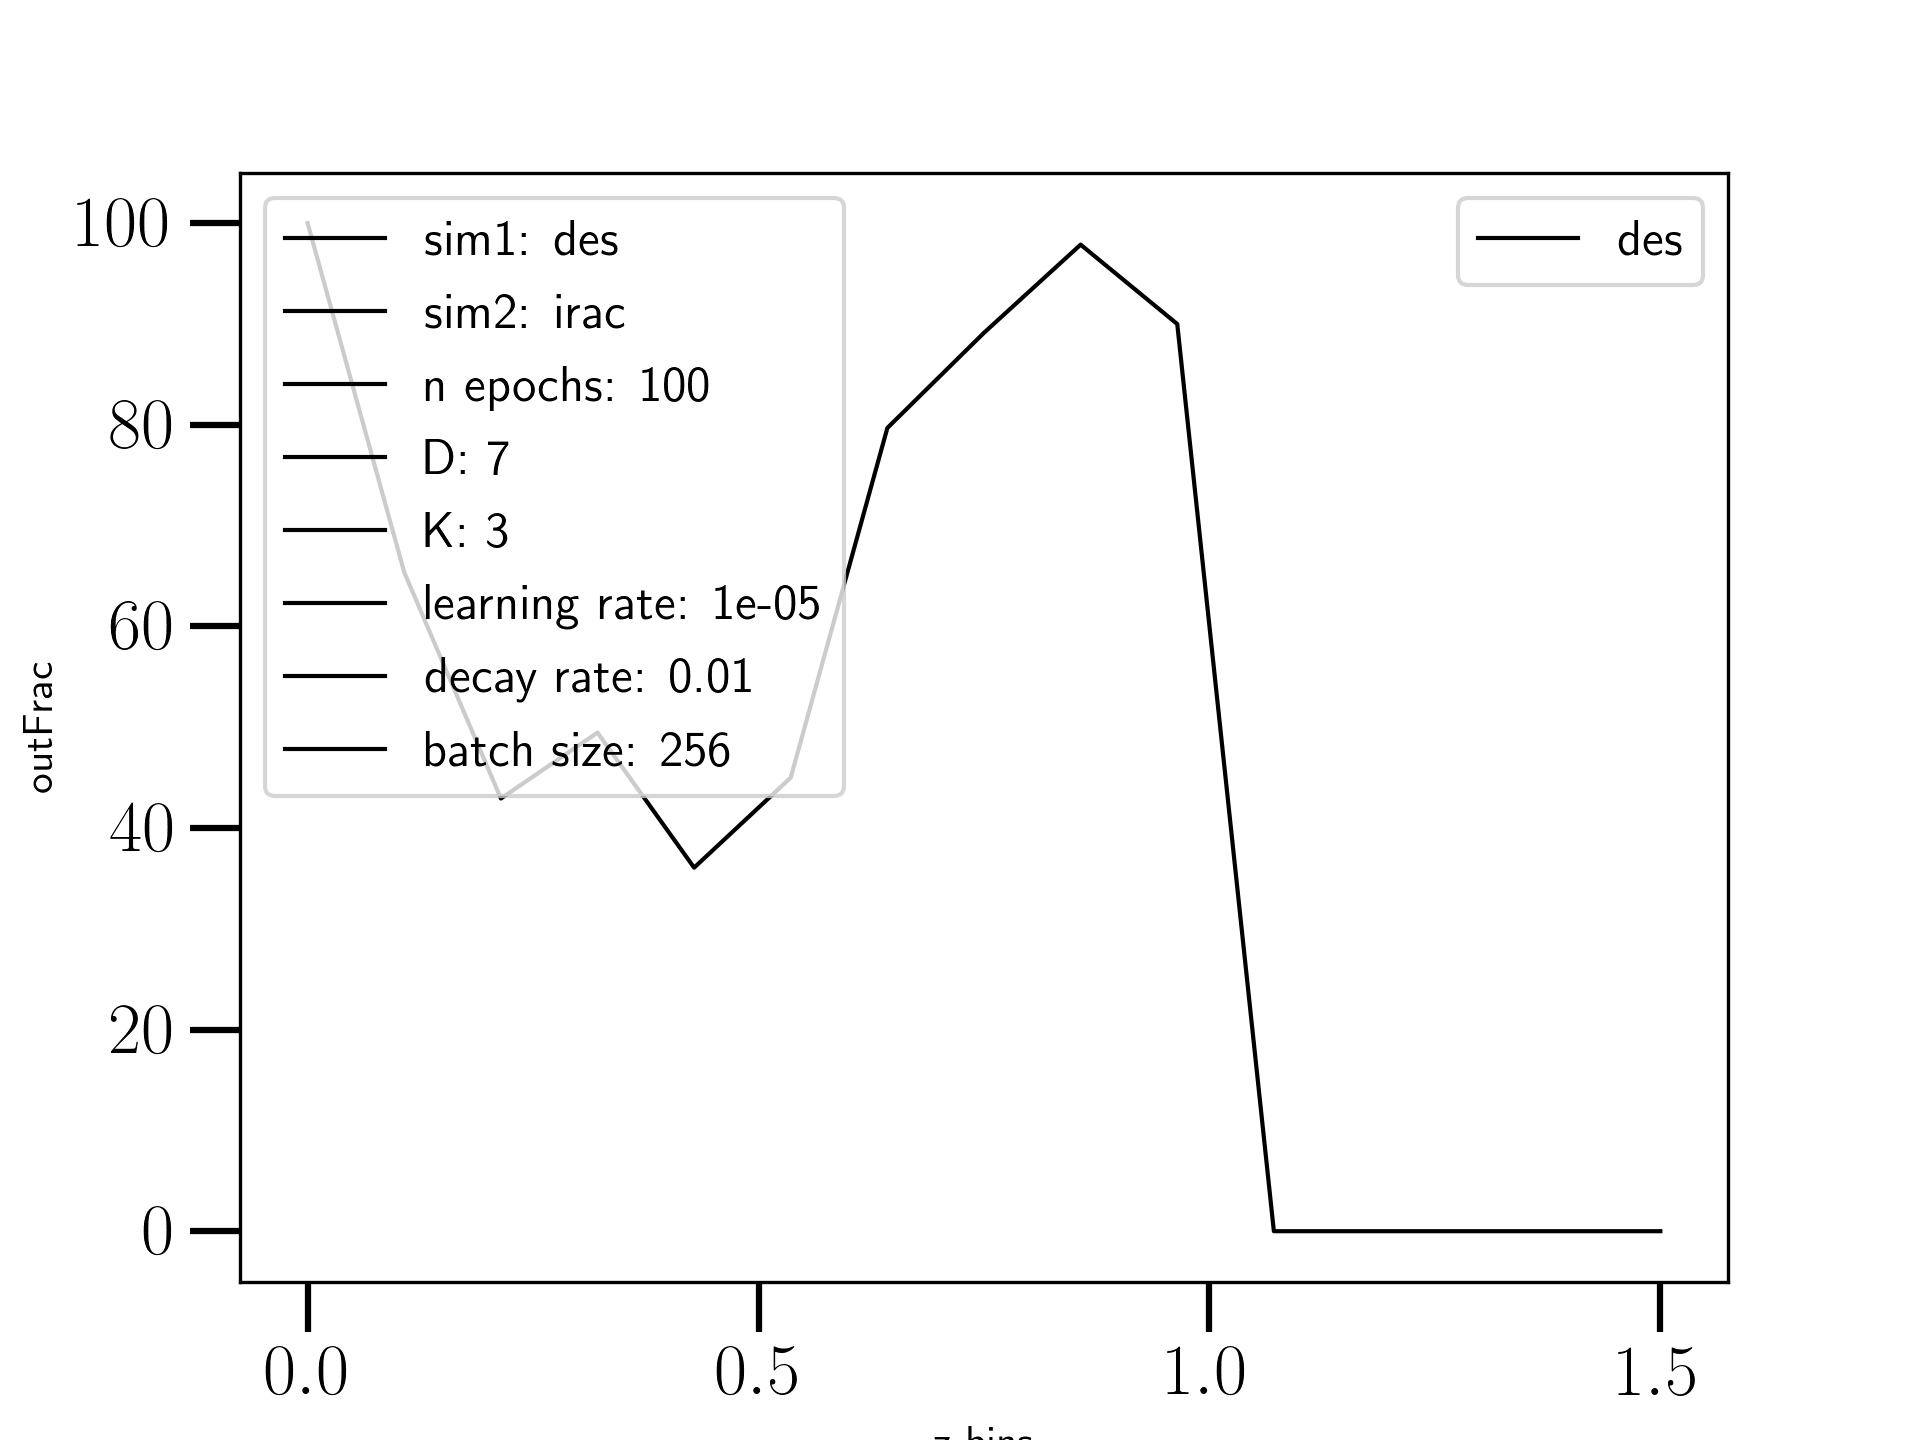 100
80
60
40
20
0
outFrac
sim1: des
sim2: irac
n epochs: 100
D: 7
K: 3
learning rate: 1e-05
decay rate: 0.01
batch size: 256
des
0.0
0.5
1.0
1.5
z bins